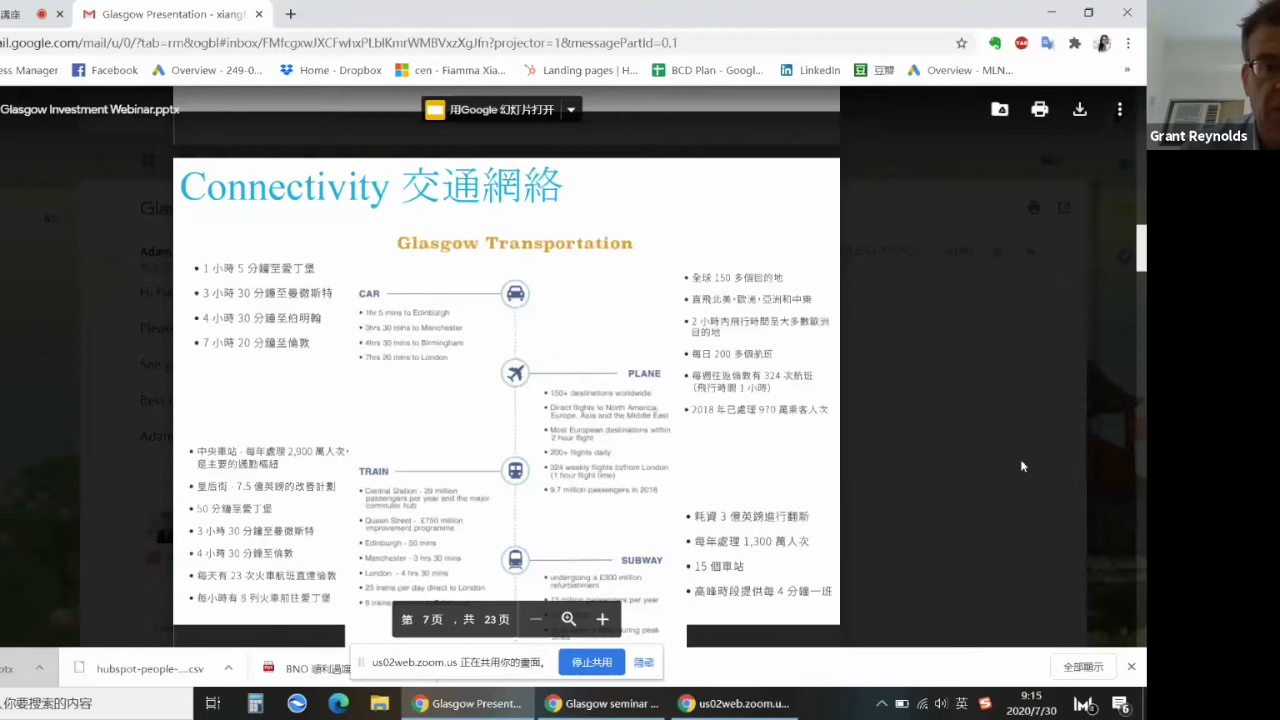 講座
Glasgow Investment - yi xiang
ail.google.com/mail/u/0/?tab=rm&ogbl#inbox/
projector=1&messagePartId=0.1
ess Manager
Facebook
Overview - 249-0...
Home - Dropbox
cen - Fiamma Xia...
Landing pages | H...
BCD Plan - Googl...
LinkedIn
豆瓣
Overview - MLN...
»
Glasgow Investment Webinar.pptx
用Google 幻灯片打开
Grant Reynolds
Connectivity 交通網絡
Glasgow Transportation
• 1 小時 5 分鐘至愛丁堡
• 3 小時 30 分鐘至曼徹斯特
• 4 小時 30 分鐘至伯明翰
• 7 小時 20 分鐘至倫敦
CAR
• 1hr 5 mins to Edinburgh
• 3hrs 30 mins to Manchester
• 4hrs 30 mins to Birmingham
• 7hrs 20 mins to London
PLANE
• 150+ destinations worldwide
• Direct flights to North America,
Europe, Asia and the Middle East
• Most European destinations within
2 hour flight
• 200+ flights daily
• 324 weekly flights to/from London
(1 hour flight time)
• 9.7 million passengers in 2018
• 全球 150 多個目的地
• 直飛北美，歐洲，亞洲和中東
• 2 小時內飛行時間至大多數歐洲
目的地
• 每日 200 多個航班
• 每週往返倫敦有 324 次航班
（飛行時間 1 小時）
• 2018 年已處理 970 萬乘客人次
• 中央車站 - 每年處理 2,900 萬人次，
是主要的通勤樞紐
• 皇后街 - 7.5 億英鎊的改善計劃
• 50 分鐘至愛丁堡
• 3 小時 30 分鐘至曼徹斯特
• 4 小時 30 分鐘至倫敦
• 每天有 23 次火車航班直達倫敦
• 每小時有 8 列火車前往愛丁堡
TRAIN
• Central Station - 29 million
passengers per year and the major
commuter hub
• Queen Street - £750 million
improvement programme
• Edinburgh - 50 mins
• Manchester - 3 hrs 30 mins
• London - 4 hrs 30 mins
• 23 trains per day direct to London
SUBWAY
• undergoing a £300 million
refurbishment
• 13 million passengers per year
during peak
times
• 耗資 3 億英鎊進行翻新
• 每年處理 1,300 萬人次
• 15 個車站
• 高峰時段提供每 4 分鐘一班
第 7 页 ，共 23 页
ptx
hubspot-people-....csv
BNO 順利過渡
us02web.zoom.us 正在共用你的畫面。
停止共用
隱藏
全部顯示
入你要搜索的内容
Glasgow Present...
Glasgow seminar ...
us02web.zoom.u...
英
9:15
2020/7/30
6